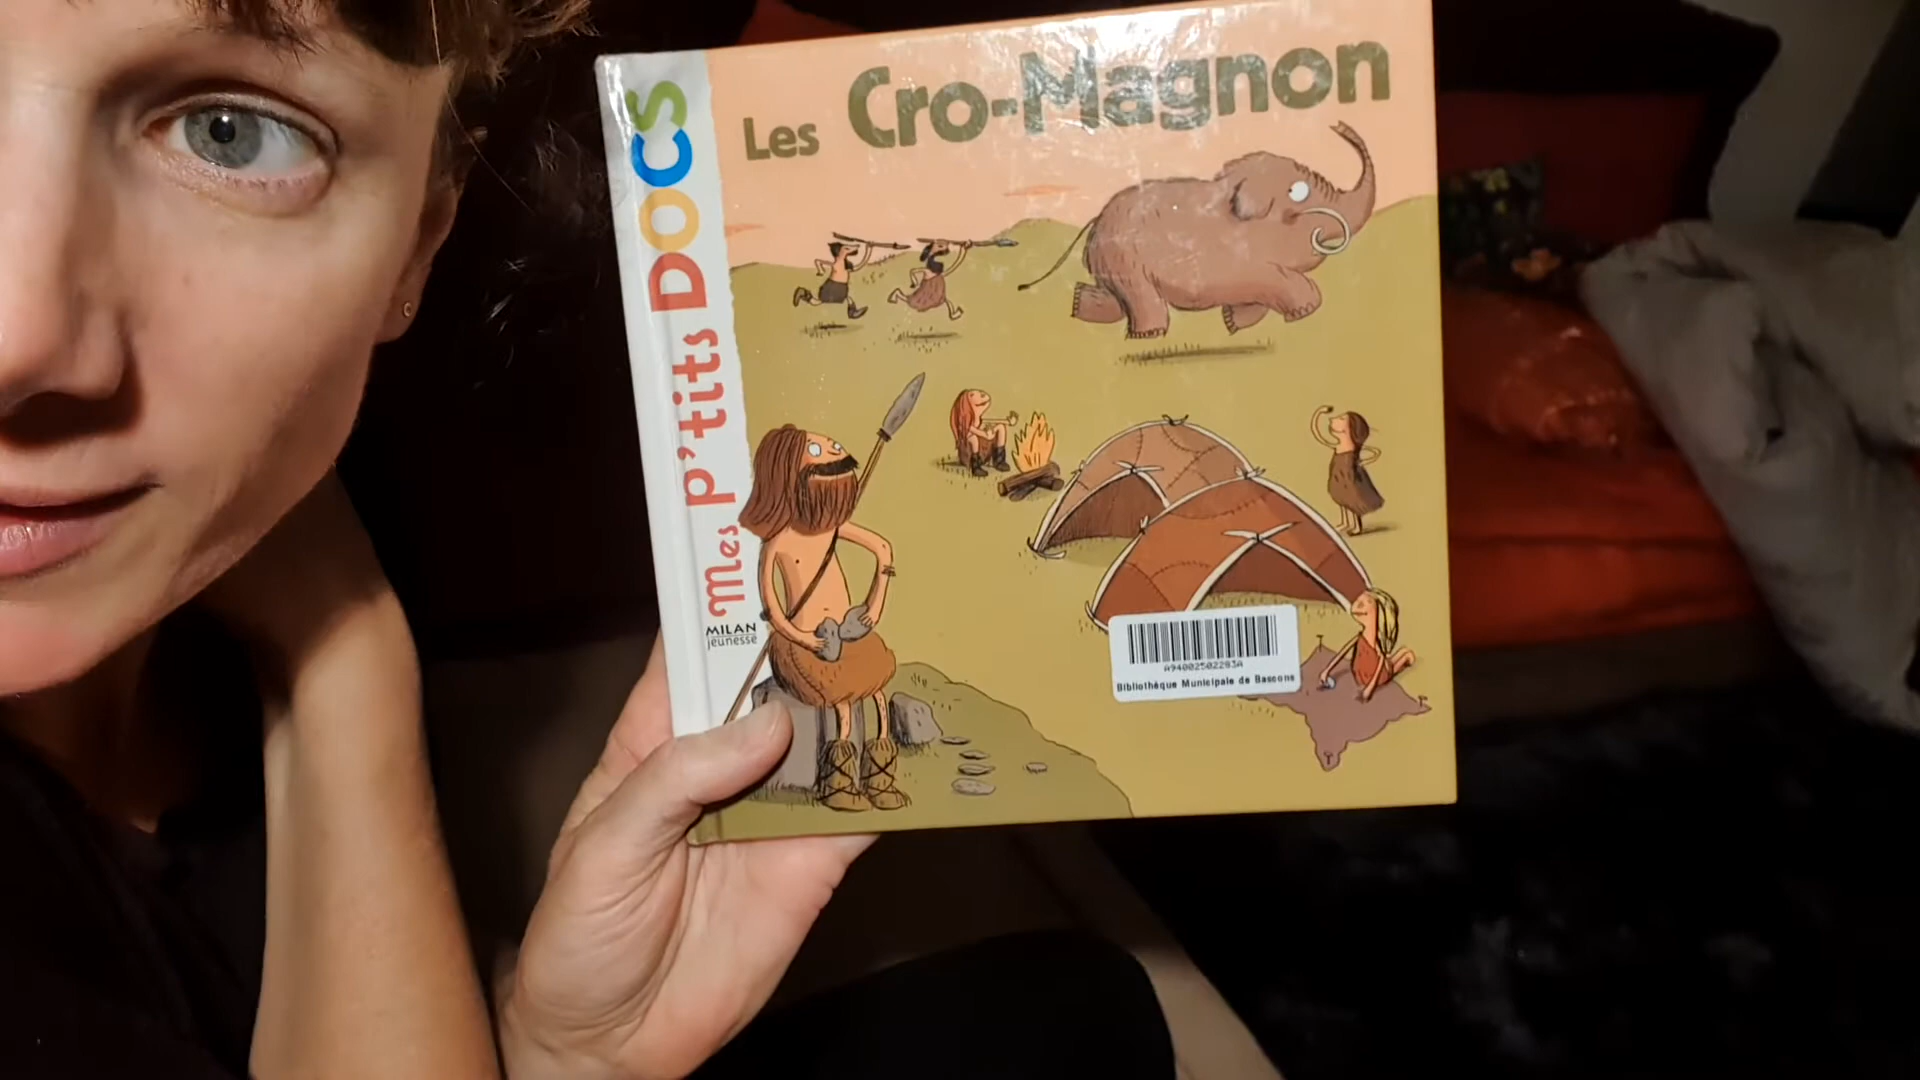 Les Cro-Magnon
Mes p'tits DOCS
MILAN
jeunesse
A94002502283A
Bibliothèque Municipale de Bascons